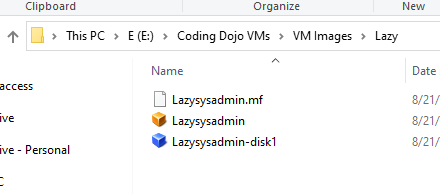 Clipboard Organize New
This PC > E (E:) > Coding Dojo VMs > VM Images > Lazy
access
ive
ive - Personal
C
Name Date
Lazysysadmin.mf 8/21/
Lazysysadmin 8/21/
Lazysysadmin-disk1 8/21/